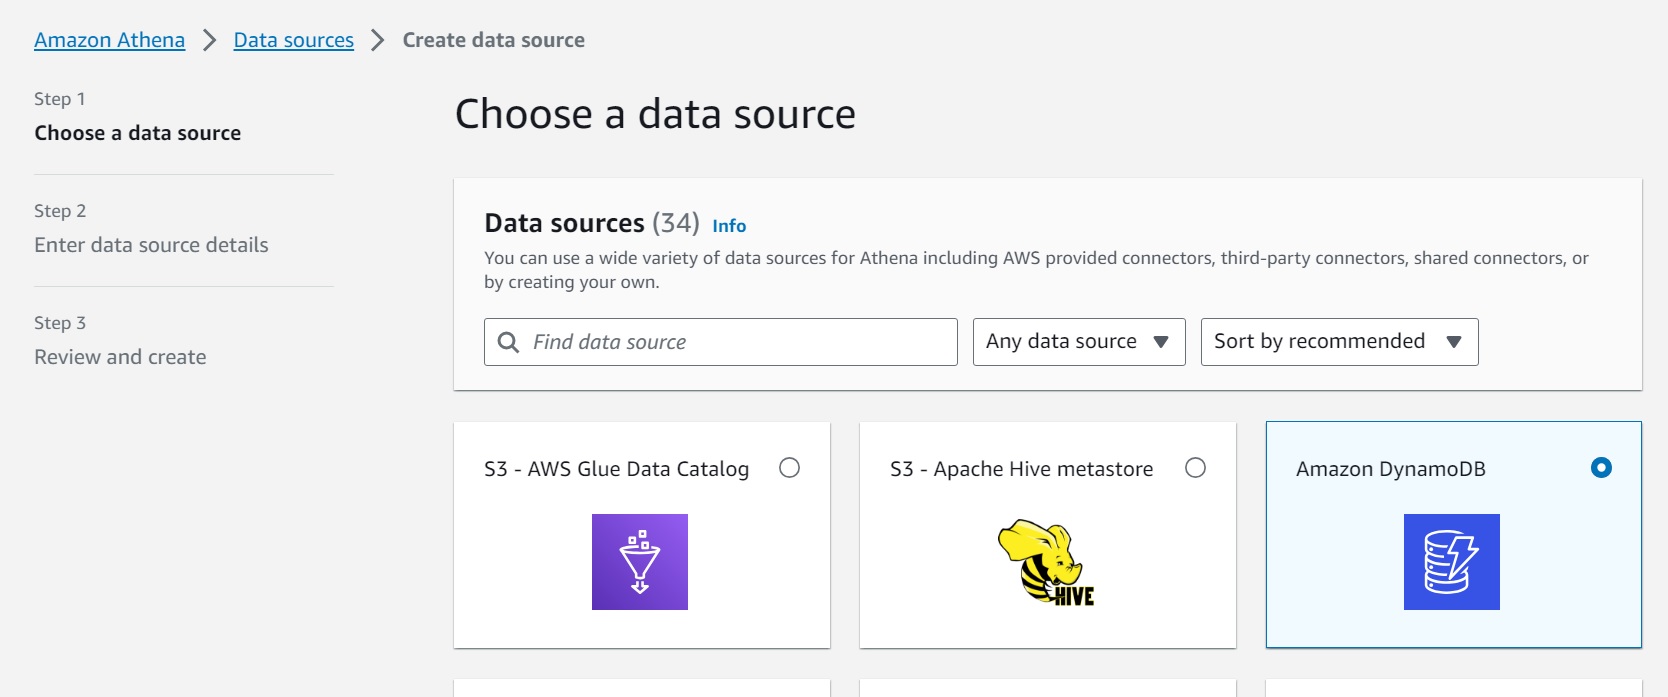 Amazon Athena > Data sources > Create data source
Step 1
Choose a data source
Step 2
Enter data source details
Step 3
Review and create
Choose a data source
Data sources (34) Info
You can use a wide variety of data sources for Athena including AWS provided connectors, third-party connectors, shared connectors, or
by creating your own.
Find data source
Any data source
Sort by recommended
S3 - AWS Glue Data Catalog
S3 - Apache Hive metastore
HIVE
Amazon DynamoDB